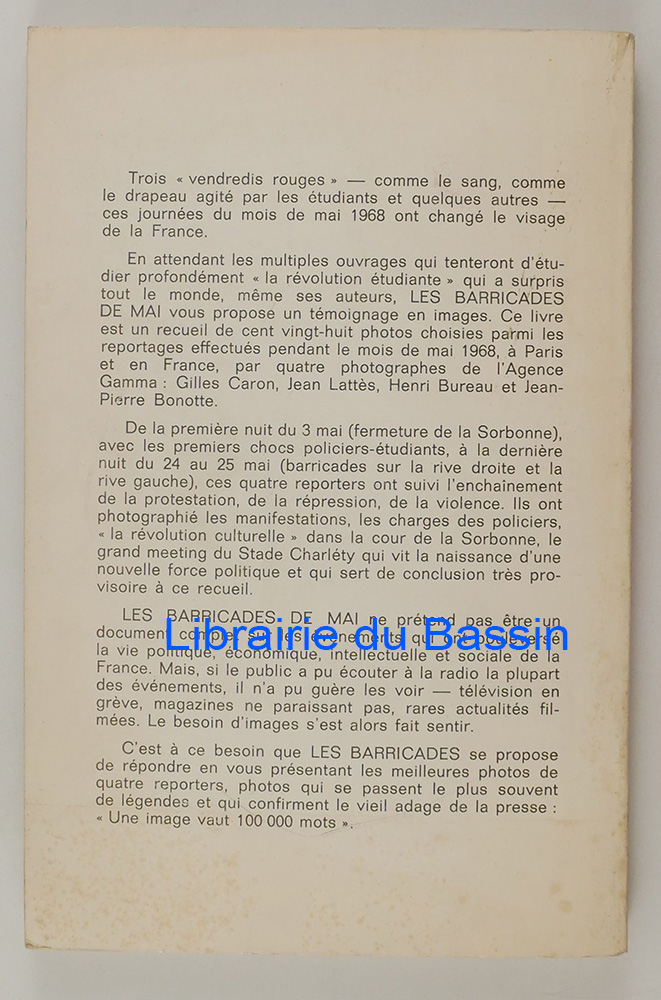 Trois « vendredis rouges » — comme le sang, comme
le drapeau agité par les étudiants et quelques autres —
ces journées du mois de mai 1968 ont changé le visage
de la France.
En attendant les multiples ouvrages qui tenteront d'étu-
dier profondément « la révolution étudiante » qui a surpris
tout le monde, même ses auteurs, LES BARRICADES
DE MAI vous propose un témoignage en images. Ce livre
est un recueil de cent vingt-huit photos choisies parmi les
reportages effectués pendant le mois de mai 1968, à Paris
et en France, par quatre photographes de l'Agence
Gamma : Gilles Caron, Jean Lattès, Henri Bureau et Jean-
Pierre Bonotte.
De la première nuit du 3 mai (fermeture de la Sorbonne),
avec les premiers chocs policiers-étudiants, à la dernière
nuit du 24 au 25 mai (barricades sur la rive droite et la
rive gauche), ces quatre reporters ont suivi l'enchaînement
de la protestation, de la répression, de la violence. Ils ont
photographié les manifestations, les charges des policiers,
« la révolution culturelle » dans la cour de la Sorbonne, le
grand meeting du Stade Charléty qui vit la naissance d'une
nouvelle force politique et qui sert de conclusion très pro-
visoire à ce recueil.
LES BARRICADES DE MAI ne prétend pas être un
document complet sur les événements qui ont bouleversé
Librairie du Bassin
la vie politique, économique, intellectuelle et sociale de la
France. Mais, si le public a pu écouter à la radio la plupart
des événements, il n'a pu guère les voir — télévision en
grève, magazines ne paraissant pas, rares actualités fil-
mées. Le besoin d'images s'est alors fait sentir.
C'est à ce besoin que LES BARRICADES se propose
de répondre en vous présentant les meilleures photos de
quatre reporters, photos qui se passent le plus souvent
de légendes et qui confirment le vieil adage de la presse :
« Une image vaut 100 000 mots ».